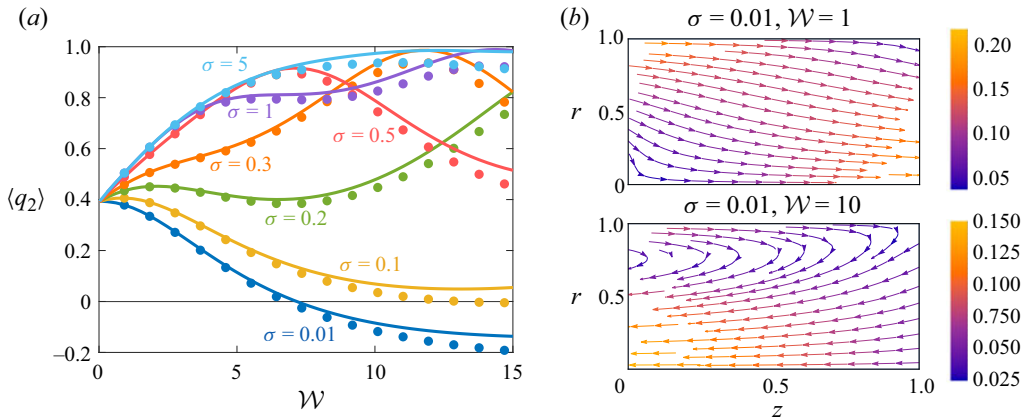 (a)
1.0
0.8
0.6
0.4
0.2
0
−0.2
⟨q₂⟩
σ = 5
σ = 1
σ = 0.5
σ = 0.3
σ = 0.2
σ = 0.1
σ = 0.01
0 5 10 15
𝒲
(b)
σ = 0.01, 𝒲 = 1
1.0
r 0.5
0
0.20
0.15
0.10
0.05
σ = 0.01, 𝒲 = 10
1.0
r 0.5
0 0.5 1.0
z
0.150
0.125
0.100
0.075
0.050
0.025